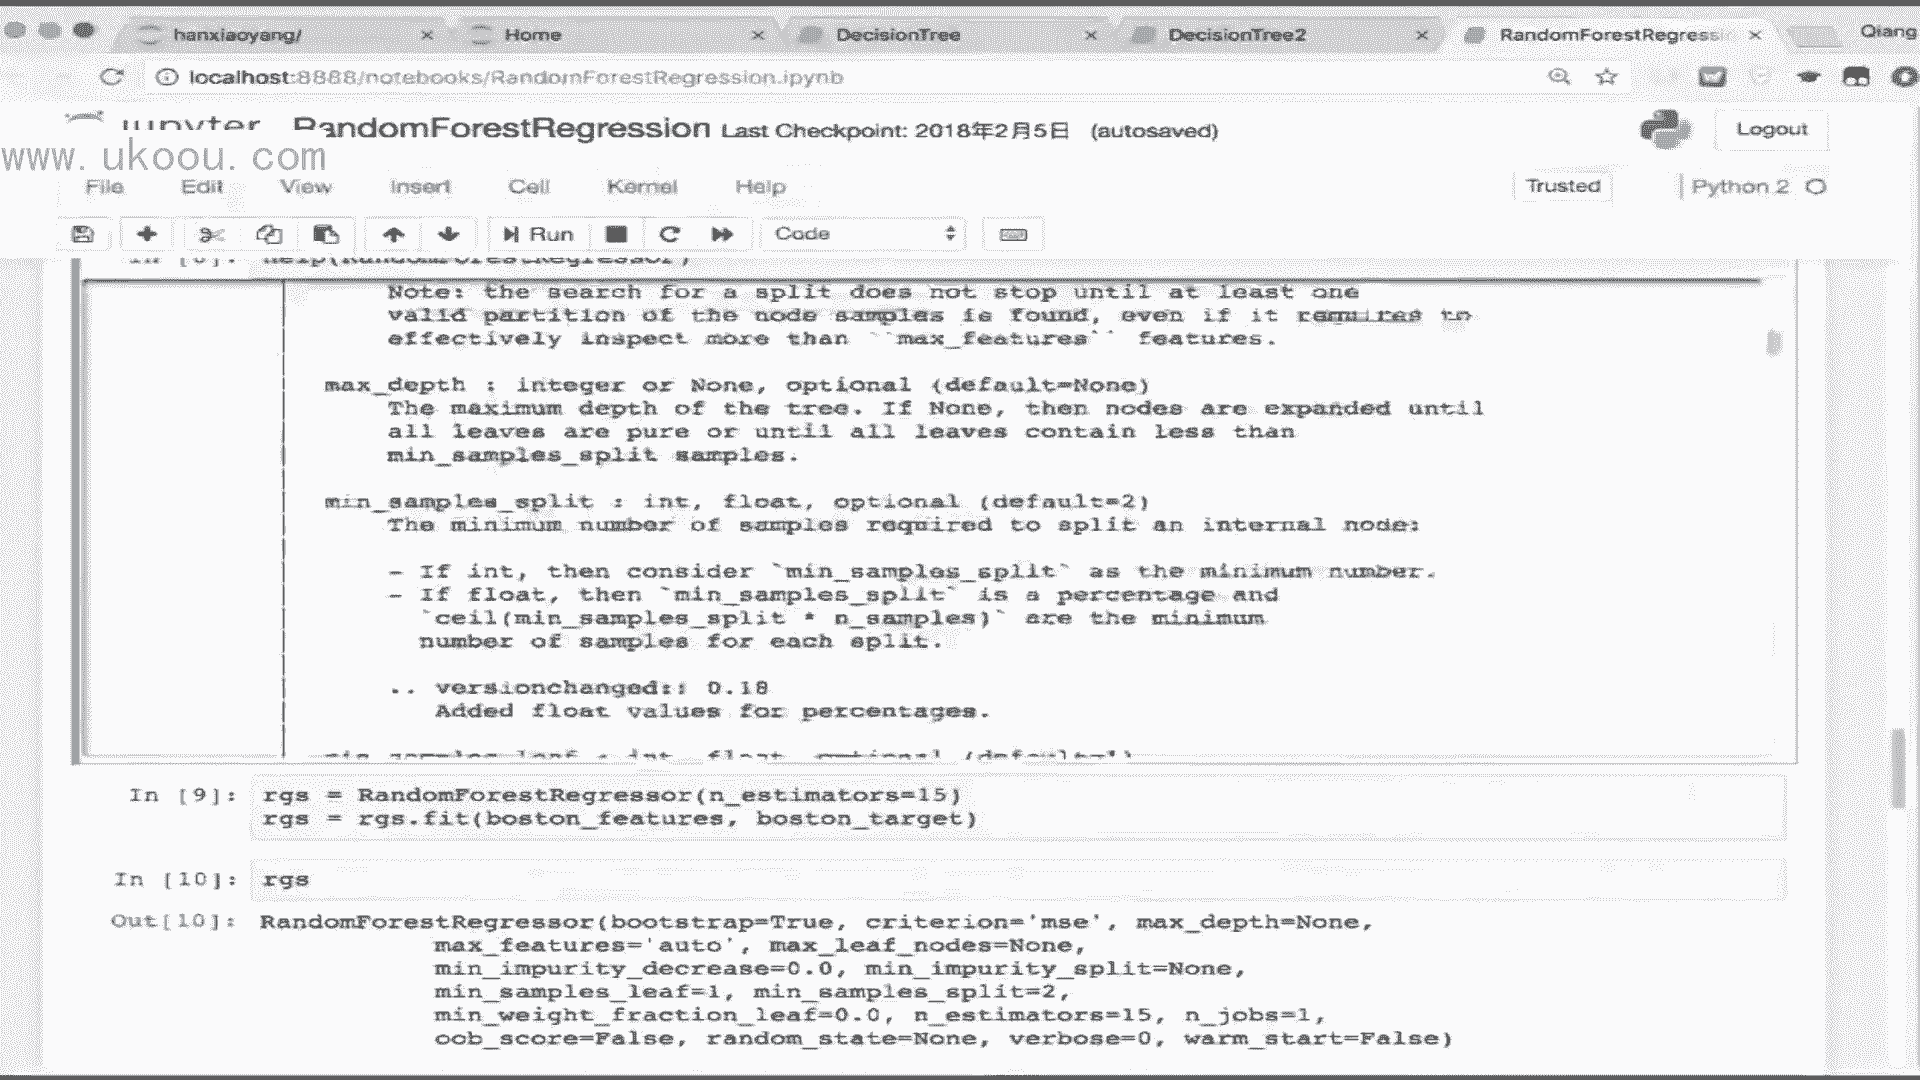 hanxiaoyang/
Home
DecisionTree
DecisionTree2
RandomForestRegressi
Qiang
localhost:8888/notebooks/RandomForestRegression.ipynb
jupyter RandomForestRegression Last Checkpoint: 2018年2月5日 (autosaved)
Logout
www.ukoou.com
File Edit View Insert Cell Kernel Help
Trusted
Python 2
Run
Code
help(RandomForestRegressor)
Note: the search for a split does not stop until at least one
valid partition of the node samples is found, even if it requires to
effectively inspect more than ``max_features`` features.
max_depth : integer or None, optional (default=None)
The maximum depth of the tree. If None, then nodes are expanded until
all leaves are pure or until all leaves contain less than
min_samples_split samples.
min_samples_split : int, float, optional (default=2)
The minimum number of samples required to split an internal node:
- If int, then consider `min_samples_split` as the minimum number.
- If float, then `min_samples_split` is a percentage and
`ceil(min_samples_split * n_samples)` are the minimum
number of samples for each split.
.. versionchanged:: 0.18
Added float values for percentages.
min_samples_leaf : int, float, optional (default=1)
In [9]: rgs = RandomForestRegressor(n_estimators=15)
rgs = rgs.fit(boston_features, boston_target)
In [10]: rgs
Out[10]: RandomForestRegressor(bootstrap=True, criterion='mse', max_depth=None,
max_features='auto', max_leaf_nodes=None,
min_impurity_decrease=0.0, min_impurity_split=None,
min_samples_leaf=1, min_samples_split=2,
min_weight_fraction_leaf=0.0, n_estimators=15, n_jobs=1,
oob_score=False, random_state=None, verbose=0, warm_start=False)